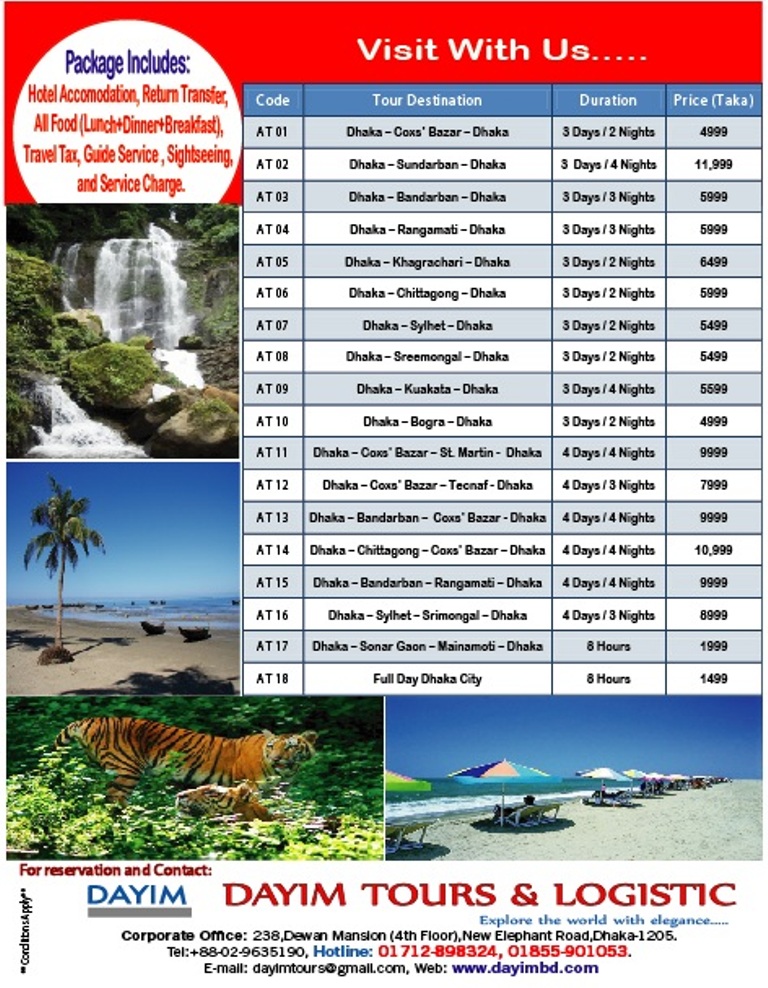 Visit With Us.....
Package Includes:
Hotel Accomodation, Return Transfer,
All Food (Lunch+Dinner+Breakfast),
Travel Tax, Guide Service , Sightseeing,
and Service Charge.
Code Tour Destination Duration Price (Taka)
AT 01 Dhaka – Coxs' Bazar – Dhaka 3 Days / 2 Nights 4999
AT 02 Dhaka – Sundarban – Dhaka 3 Days / 4 Nights 11,999
AT 03 Dhaka – Bandarban – Dhaka 3 Days / 3 Nights 5999
AT 04 Dhaka – Rangamati – Dhaka 3 Days / 3 Nights 5999
AT 05 Dhaka – Khagrachari – Dhaka 3 Days / 2 Nights 6499
AT 06 Dhaka – Chittagong – Dhaka 3 Days / 2 Nights 5999
AT 07 Dhaka – Sylhet – Dhaka 3 Days / 2 Nights 5499
AT 08 Dhaka – Sreemongal – Dhaka 3 Days / 2 Nights 5499
AT 09 Dhaka – Kuakata – Dhaka 3 Days / 4 Nights 5599
AT 10 Dhaka – Bogra – Dhaka 3 Days / 2 Nights 4999
AT 11 Dhaka – Coxs' Bazar – St. Martin - Dhaka 4 Days / 4 Nights 9999
AT 12 Dhaka – Coxs' Bazar – Tecnaf - Dhaka 4 Days / 3 Nights 7999
AT 13 Dhaka – Bandarban – Coxs' Bazar - Dhaka 4 Days / 4 Nights 9999
AT 14 Dhaka – Chittagong – Coxs' Bazar – Dhaka 4 Days / 4 Nights 10,999
AT 15 Dhaka – Bandarban – Rangamati – Dhaka 4 Days / 4 Nights 9999
AT 16 Dhaka – Sylhet – Srimongal – Dhaka 4 Days / 3 Nights 8999
AT 17 Dhaka – Sonar Gaon – Mainamoti – Dhaka 8 Hours 1999
AT 18 Full Day Dhaka City 8 Hours 1499
For reservation and Contact:
**Conditions Apply**
DAYIM
DAYIM TOURS & LOGISTIC
Explore the world with elegance.....
Corporate Office: 238,Dewan Mansion (4th Floor),New Elephant Road,Dhaka-1205.
Tel:+88-02-9635190, Hotline: 01712-898324, 01855-901053.
E-mail: dayimtours@gmail.com, Web: www.dayimbd.com